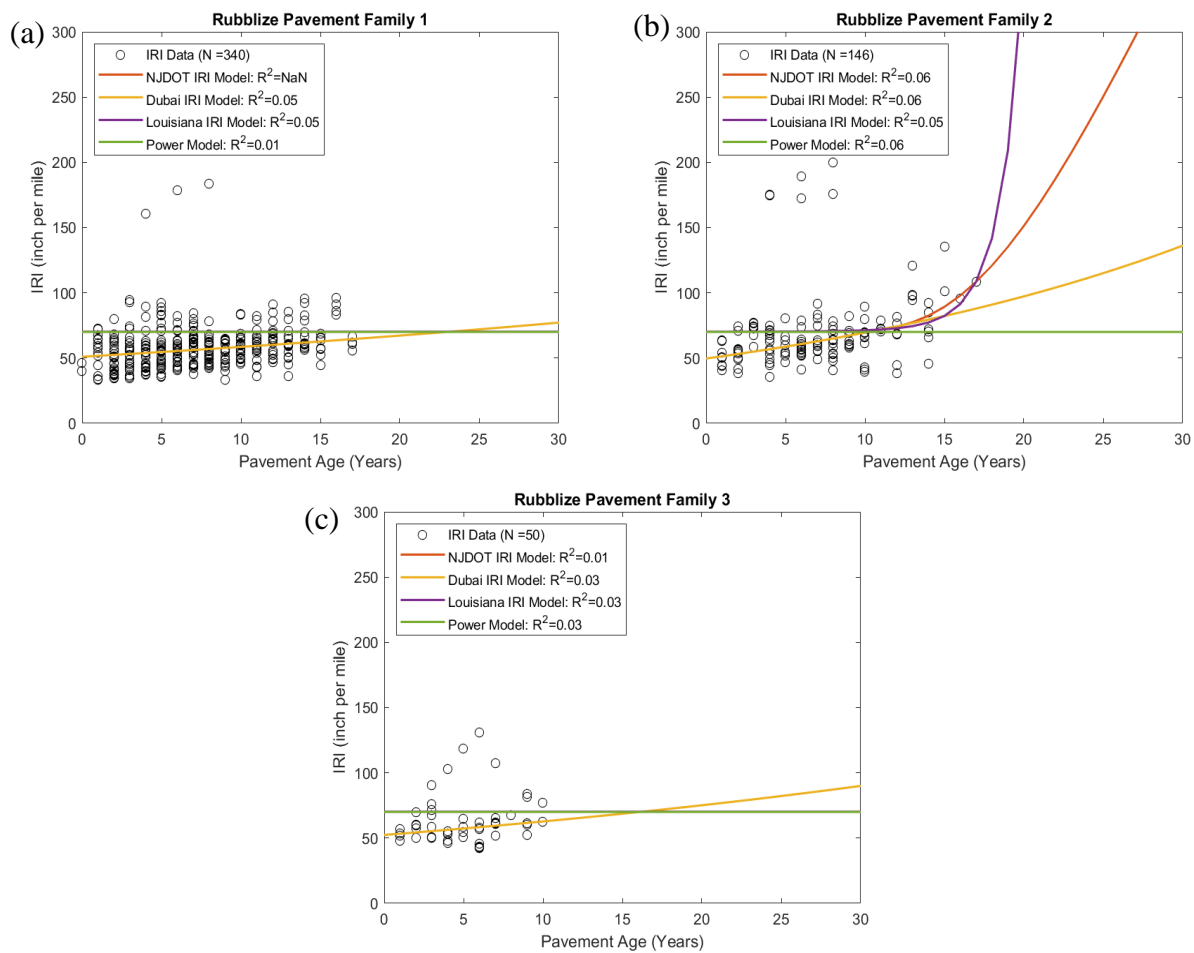 (a)
Rubblize Pavement Family 1
IRI (inch per mile)
300
250
200
150
100
50
0
IRI Data (N =340)
NJDOT IRI Model: R²=NaN
Dubai IRI Model: R²=0.05
Louisiana IRI Model: R²=0.05
Power Model: R²=0.01
0 5 10 15 20 25 30
Pavement Age (Years)
(b)
Rubblize Pavement Family 2
IRI (inch per mile)
300
250
200
150
100
50
0
IRI Data (N =146)
NJDOT IRI Model: R²=0.06
Dubai IRI Model: R²=0.06
Louisiana IRI Model: R²=0.05
Power Model: R²=0.06
0 5 10 15 20 25 30
Pavement Age (Years)
(c)
Rubblize Pavement Family 3
IRI (inch per mile)
300
250
200
150
100
50
0
IRI Data (N =50)
NJDOT IRI Model: R²=0.01
Dubai IRI Model: R²=0.03
Louisiana IRI Model: R²=0.03
Power Model: R²=0.03
0 5 10 15 20 25 30
Pavement Age (Years)